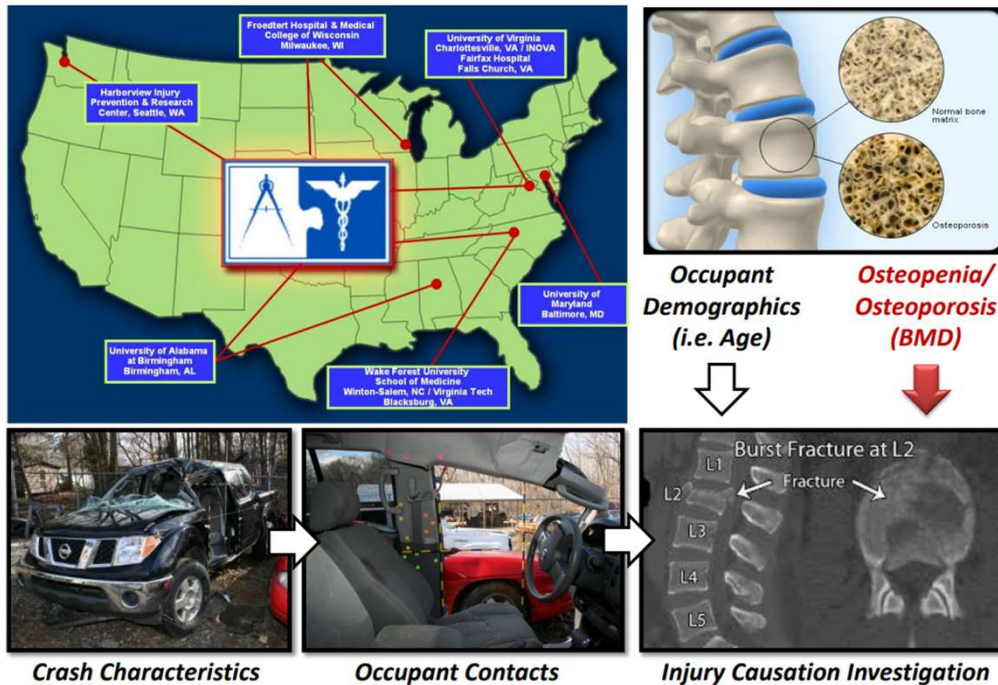 Froedtert Hospital & Medical
College of Wisconsin
Milwaukee, WI
University of Virginia
Charlottesville, VA / INOVA
Fairfax Hospital
Falls Church, VA
Harborview Injury
Prevention & Research
Center, Seattle, WA
University of
Maryland
Baltimore, MD
University of Alabama
at Birmingham
Birmingham, AL
Wake Forest University
School of Medicine
Winton-Salem, NC / Virginia Tech
Blacksburg, VA
Normal bone
matrix
Osteoporosis
Occupant
Demographics
(i.e. Age)
Osteopenia/
Osteoporosis
(BMD)
Burst Fracture at L2
Fracture
L1
L2
L3
L4
L5
Crash Characteristics
Occupant Contacts
Injury Causation Investigation